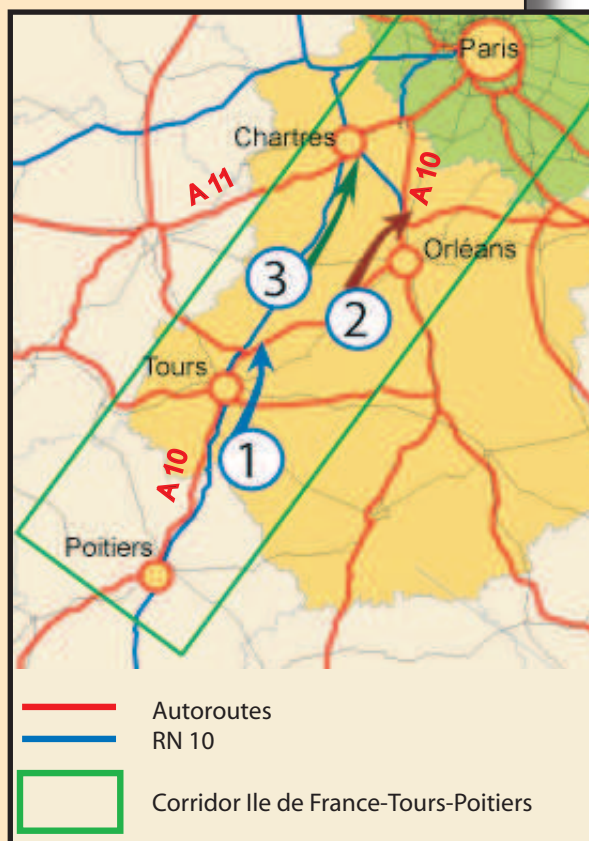 Paris
Chartres
A 11
A 10
Orléans
3
2
Tours
1
A 10
Poitiers
Autoroutes
RN 10
Corridor Ile de France-Tours-Poitiers